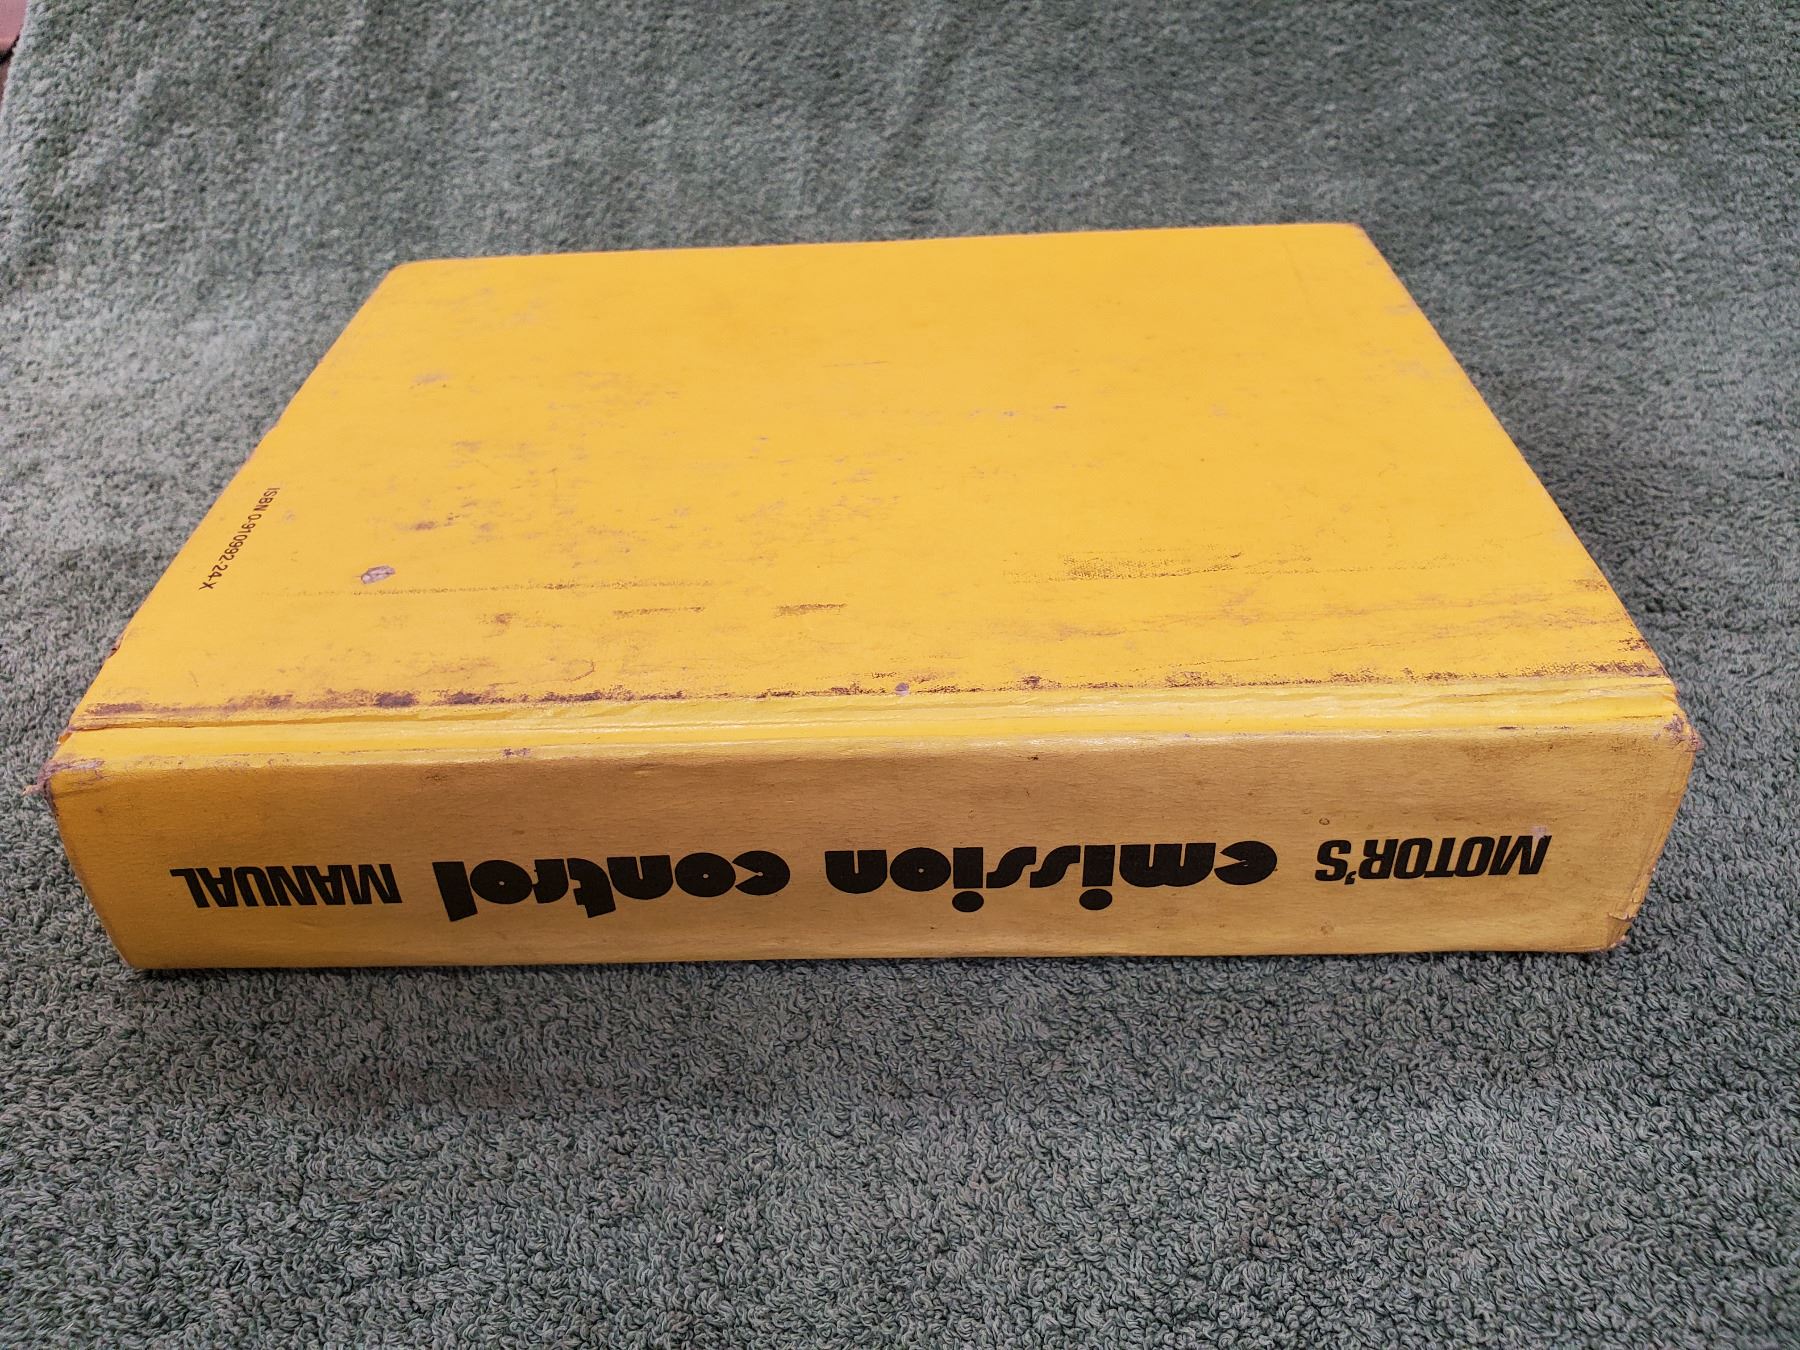 MOTOR'S emission control MANUAL
ISBN 0-910992-24-X